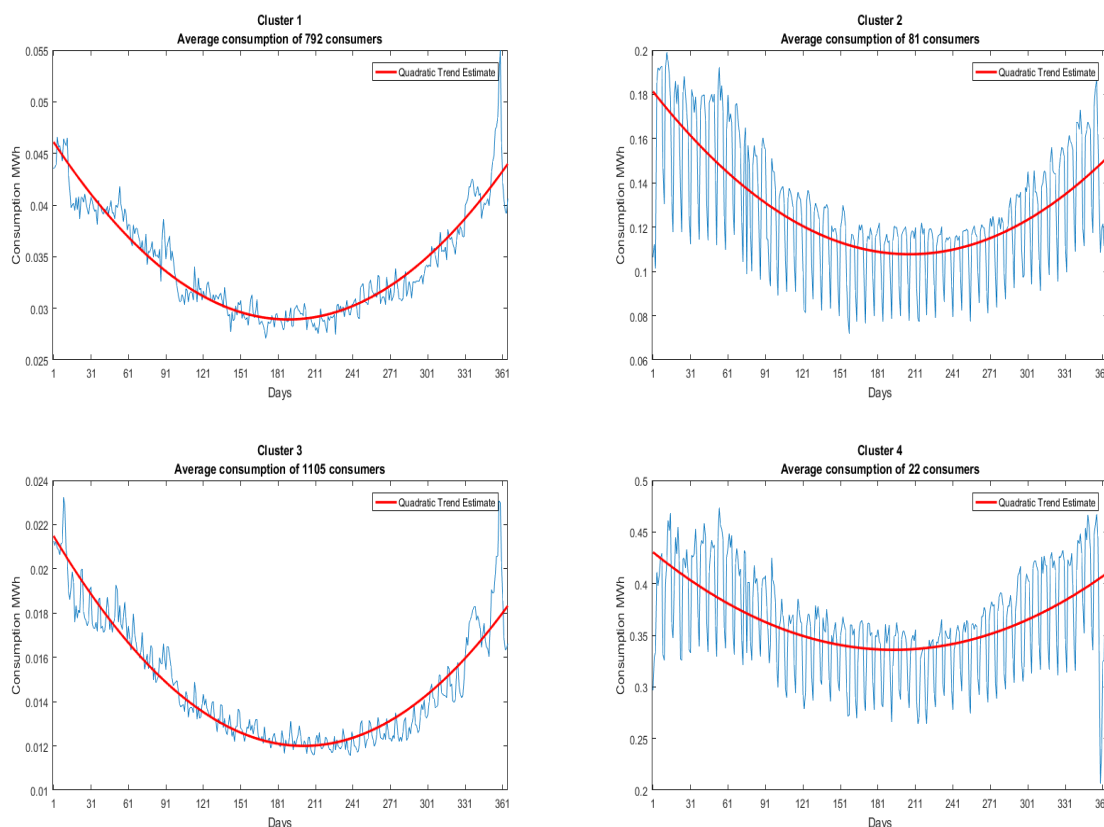 Cluster 1
Average consumption of 792 consumers
Quadratic Trend Estimate
Consumption MWh
0.055
0.05
0.045
0.04
0.035
0.03
0.025
1 31 61 91 121 151 181 211 241 271 301 331 361
Days
Cluster 2
Average consumption of 81 consumers
Quadratic Trend Estimate
Consumption MWh
0.2
0.18
0.16
0.14
0.12
0.1
0.08
0.06
1 31 61 91 121 151 181 211 241 271 301 331 36
Days
Cluster 3
Average consumption of 1105 consumers
Quadratic Trend Estimate
Consumption MWh
0.024
0.022
0.02
0.018
0.016
0.014
0.012
0.01
1 31 61 91 121 151 181 211 241 271 301 331 361
Days
Cluster 4
Average consumption of 22 consumers
Quadratic Trend Estimate
Consumption MWh
0.5
0.45
0.4
0.35
0.3
0.25
0.2
1 31 61 91 121 151 181 211 241 271 301 331 36
Days